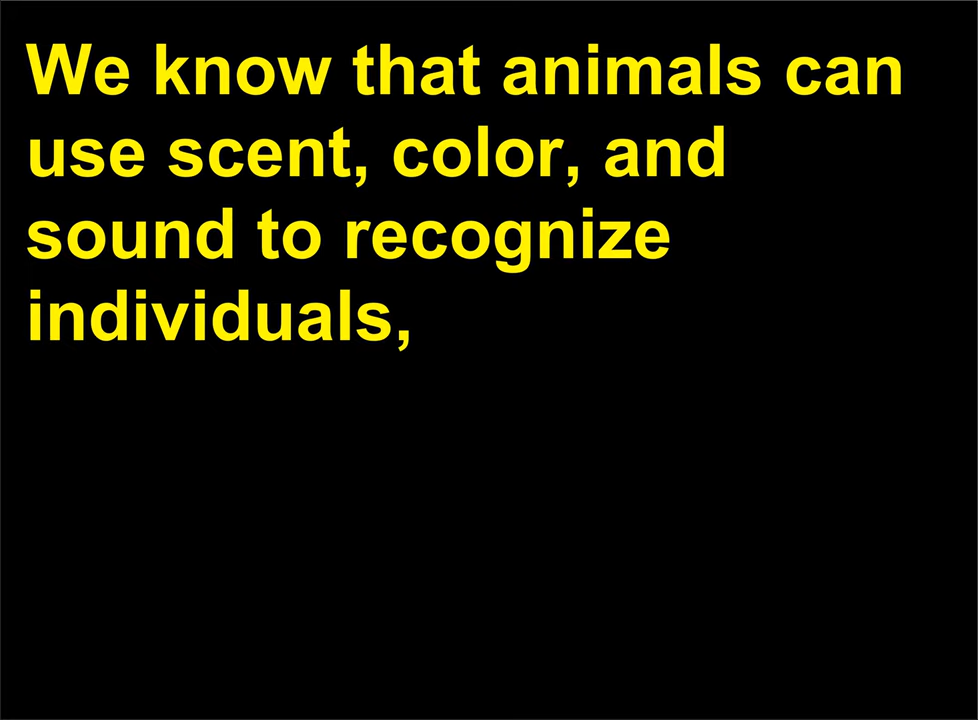 We know that animals can
use scent, color, and
sound to recognize
individuals,